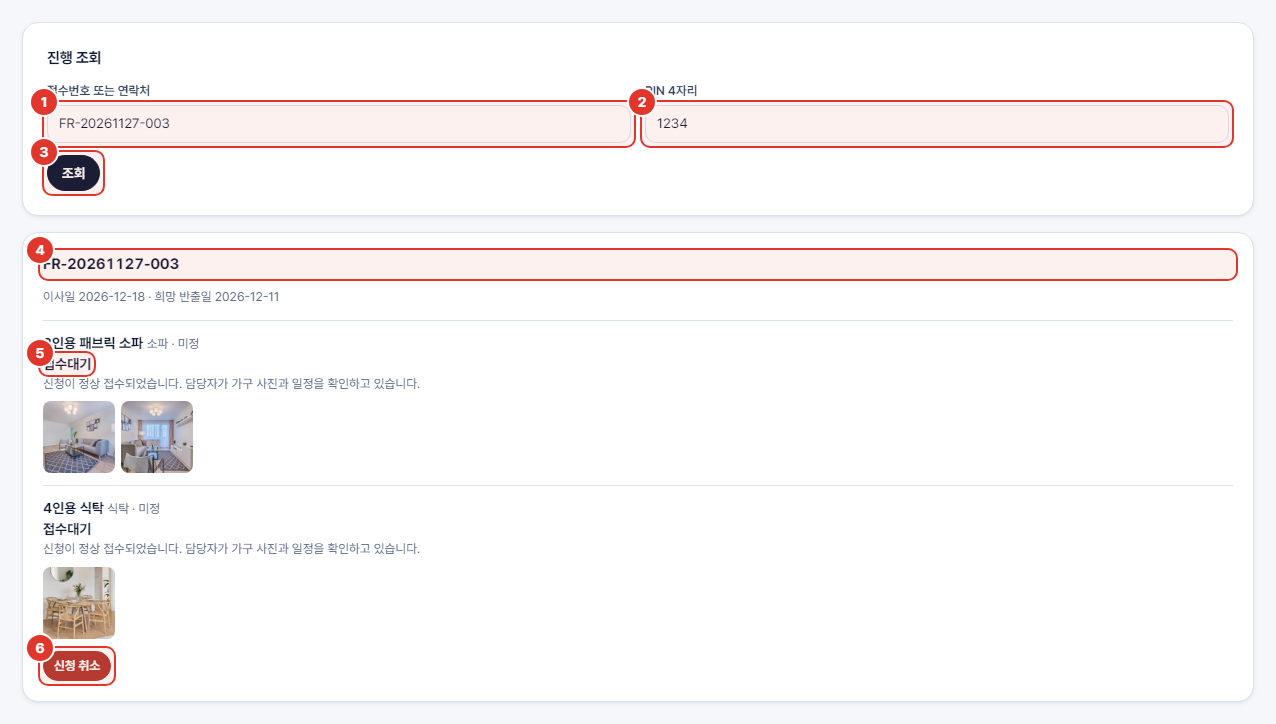 진행 조회
접수번호 또는 연락처
PIN 4자리
1
FR-20261127-003
2
1234
3
조회
4
FR-20261127-003
이사일 2026-12-18 · 희망 반출일 2026-12-11
인용 패브릭 소파 소파 · 미정
5
접수대기
신청이 정상 접수되었습니다. 담당자가 가구 사진과 일정을 확인하고 있습니다.
4인용 식탁 식탁 · 미정
접수대기
신청이 정상 접수되었습니다. 담당자가 가구 사진과 일정을 확인하고 있습니다.
6
신청 취소